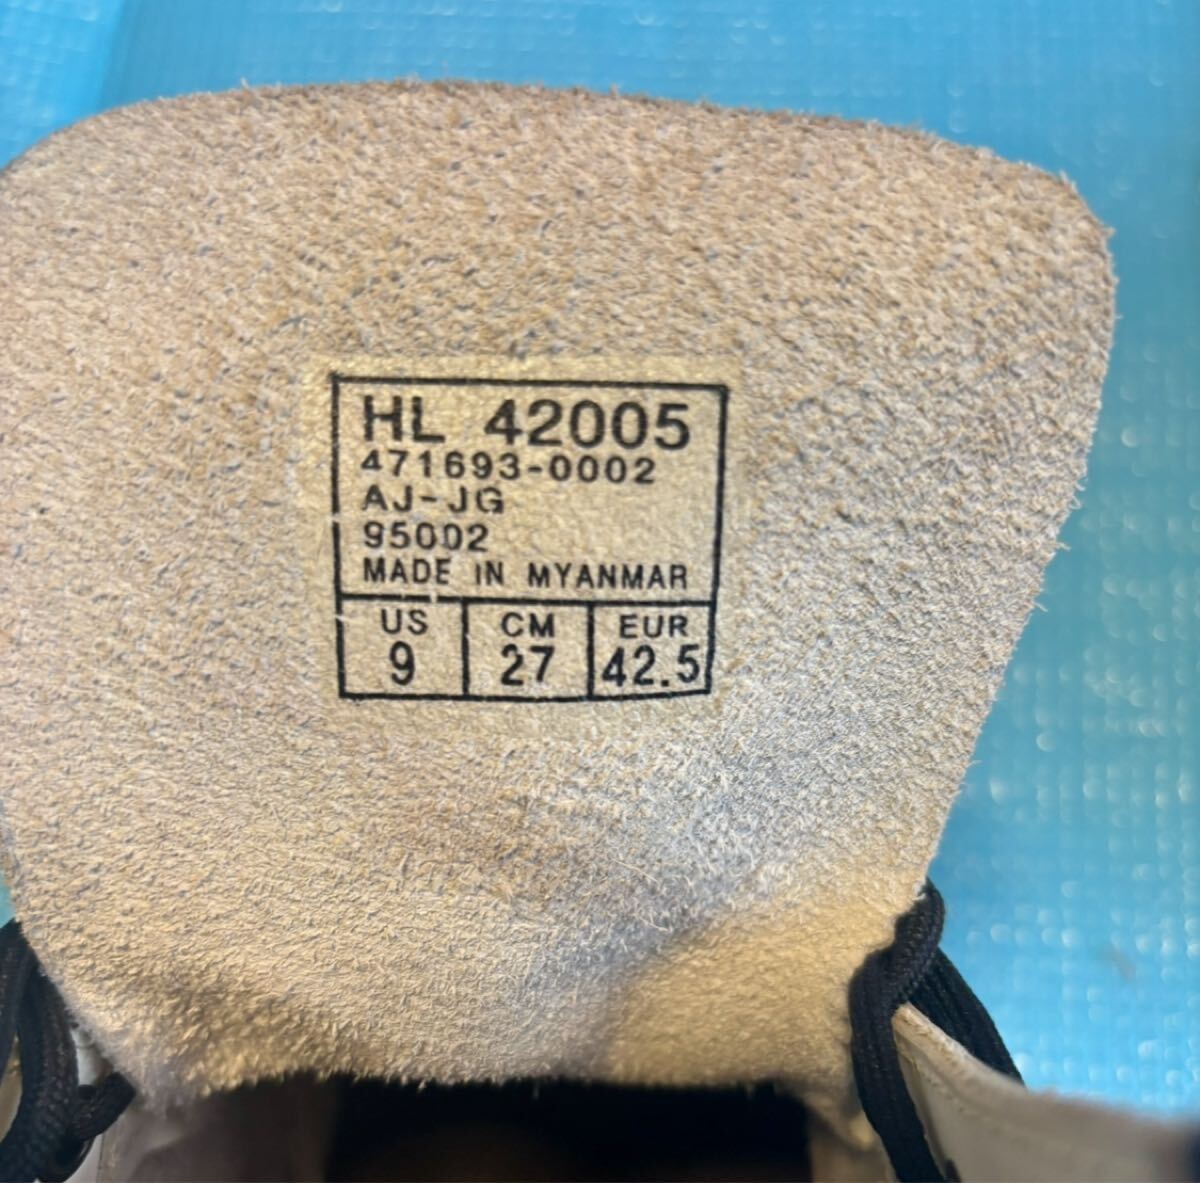 HL 42005
471693-0002
AJ-JG
95002
MADE IN MYANMAR
US CM EUR
9 27 42.5